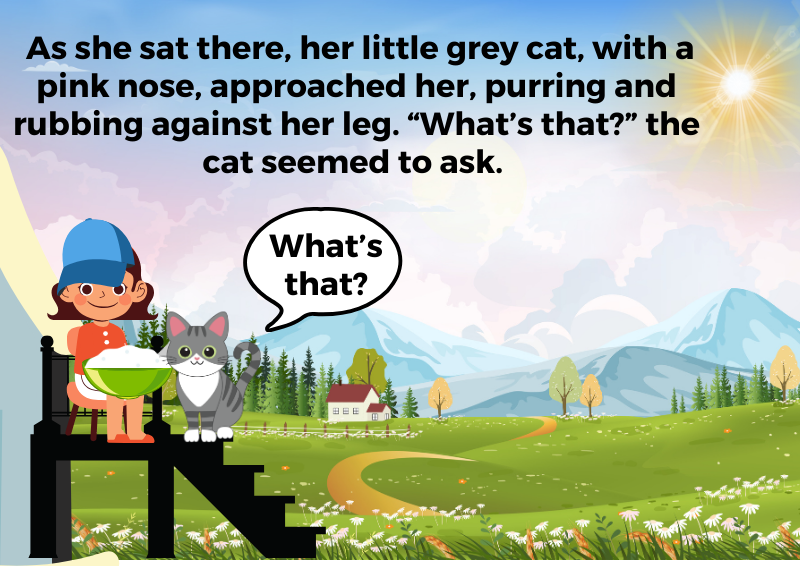 As she sat there, her little grey cat, with a
pink nose, approached her, purring and
rubbing against her leg. “What’s that?” the
cat seemed to ask.
What’s
that?